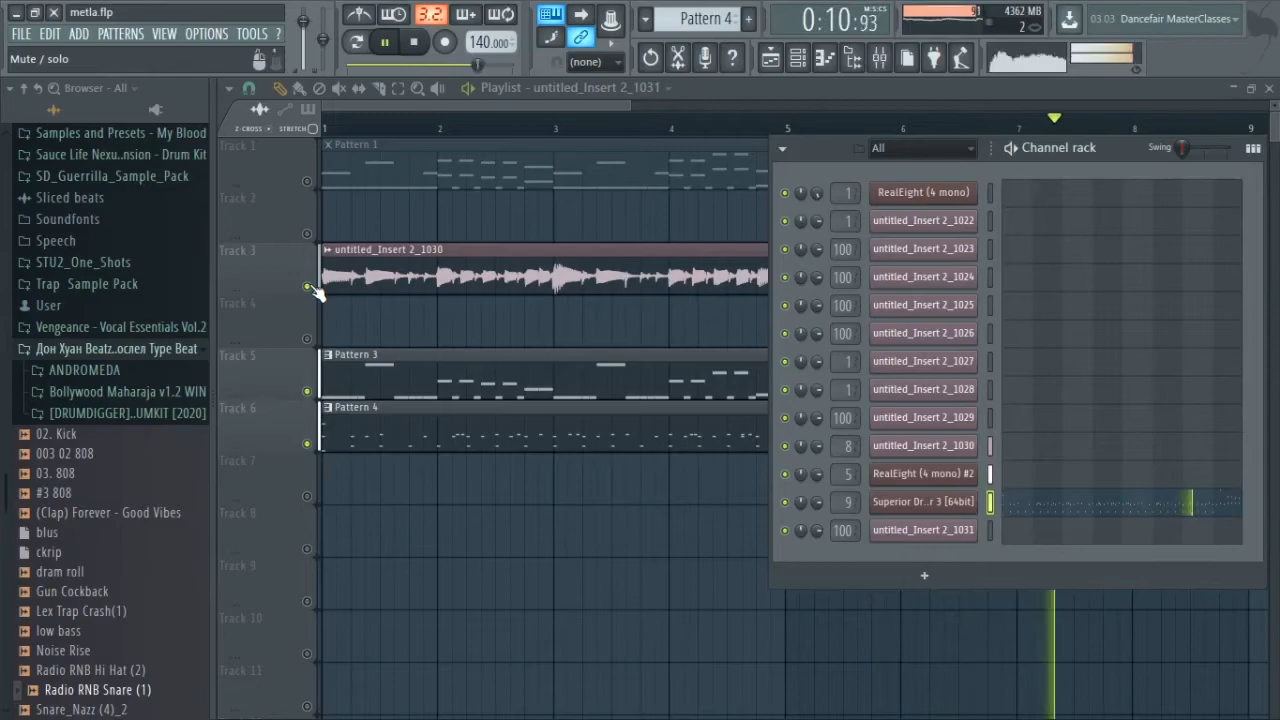 metla.flp
FILE EDIT ADD PATTERNS VIEW OPTIONS TOOLS ?
Mute / solo
3.2
140.000
(none)
Pattern 4
0:10:93
M:S:CS
91
4362 MB
2
03.03 Dancefair MasterClasses
Browser - All
Playlist - untitled_Insert 2_1031
Z-CROSS STRETCH
1 2 3 4 5 6 7 8 9
Samples and Presets - My Blood
Sauce Life Nexu..nsion - Drum Kit
SD_Guerrilla_Sample_Pack
Sliced beats
Soundfonts
Speech
STU2_One_Shots
Trap Sample Pack
User
Vengeance - Vocal Essentials Vol.2
Дон Хуан Beatz..ослел Type Beat
ANDROMEDA
Bollywood Maharaja v1.2 WIN
[DRUMDIGGER]..UMKIT [2020]
02. Kick
003 02 808
03. 808
#3 808
(Clap) Forever - Good Vibes
blus
ckrip
dram roll
Gun Cockback
Lex Trap Crash(1)
low bass
Noise Rise
Radio RNB Hi Hat (2)
Radio RNB Snare (1)
Snare_Nazz (4)_2
Track 1
Pattern 1
Track 2
Track 3
untitled_Insert 2_1030
Track 4
Track 5
Pattern 3
Track 6
Pattern 4
Track 7
Track 8
Track 9
Track 10
Track 11
All
Channel rack
Swing
1 RealEight (4 mono)
1 untitled_Insert 2_1022
100 untitled_Insert 2_1023
100 untitled_Insert 2_1024
100 untitled_Insert 2_1025
100 untitled_Insert 2_1026
1 untitled_Insert 2_1027
1 untitled_Insert 2_1028
100 untitled_Insert 2_1029
8 untitled_Insert 2_1030
5 RealEight (4 mono) #2
9 Superior Dr..r 3 [64bit]
100 untitled_Insert 2_1031
+